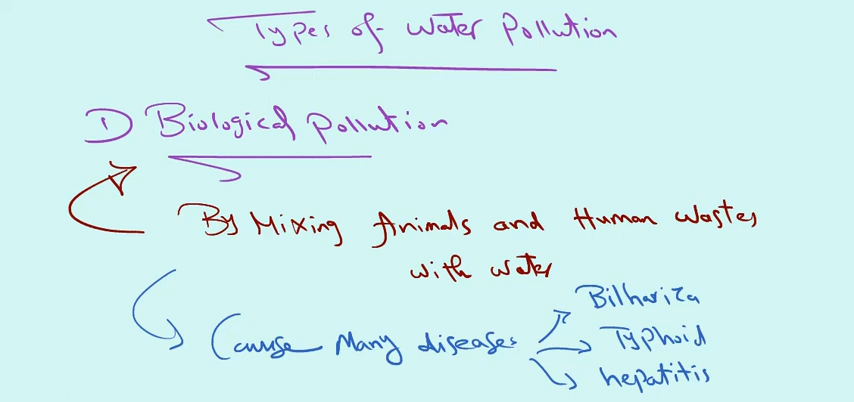 Types of water Pollution
1) Biological Pollution
By Mixing Animals and Human wastes
with water
Cause Many diseases
Bilhariza
Typhoid
hepatitis